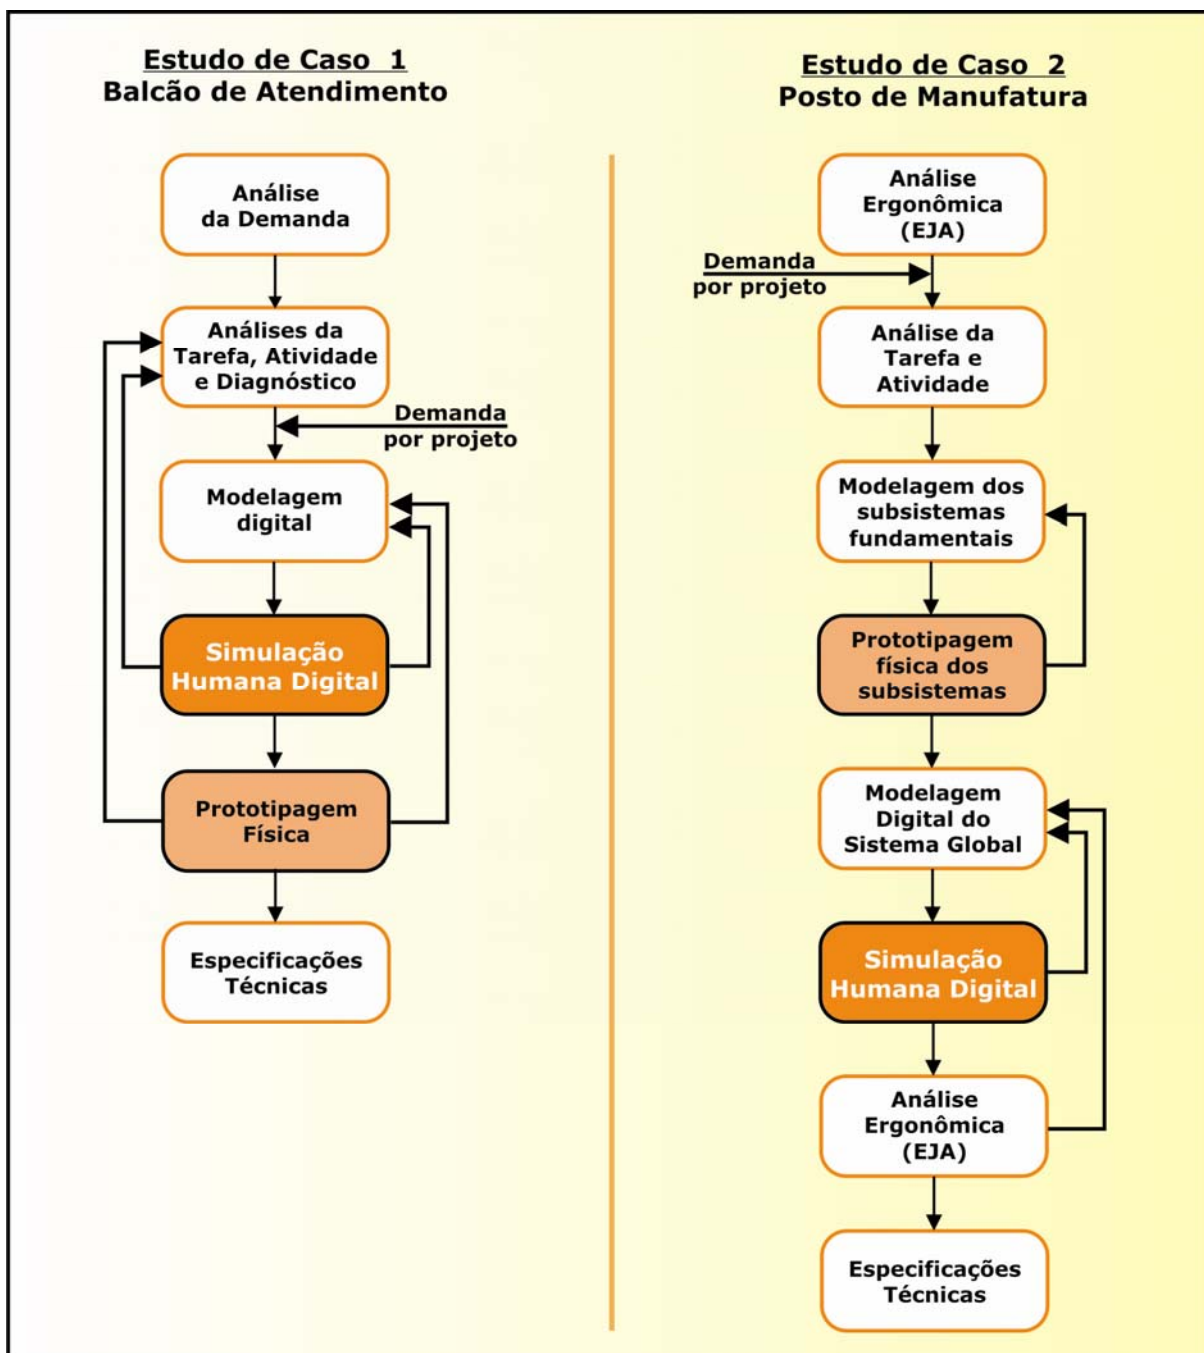 Estudo de Caso  1
Balcão de Atendimento
Análise
da Demanda
Análises da
Tarefa, Atividade
e Diagnóstico
Demanda
por projeto
Modelagem
digital
Simulação
Humana Digital
Prototipagem
Física
Especificações
Técnicas
Estudo de Caso  2
Posto de Manufatura
Análise
Ergonômica
(EJA)
Demanda
por projeto
Análise da
Tarefa e
Atividade
Modelagem dos
subsistemas
fundamentais
Prototipagem
física dos
subsistemas
Modelagem
Digital do
Sistema Global
Simulação
Humana Digital
Análise
Ergonômica
(EJA)
Especificações
Técnicas